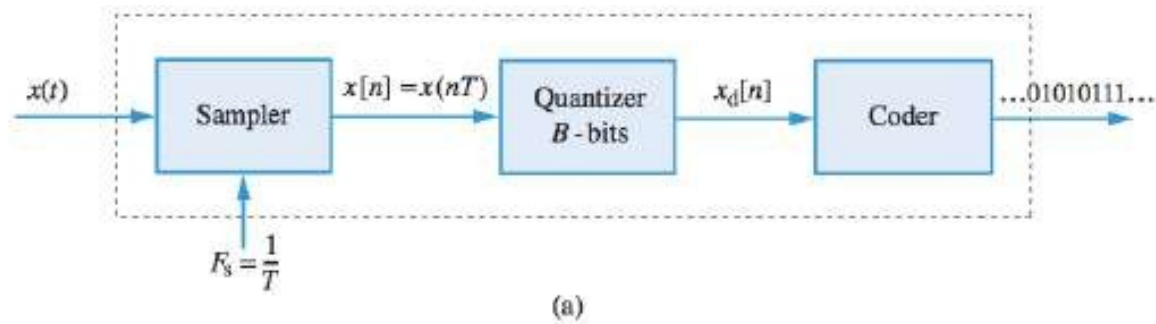 x(t)
Sampler
x[n] = x(nT)
Quantizer
B - bits
x_d[n]
Coder
...01010111...
F_s = 1/T
(a)